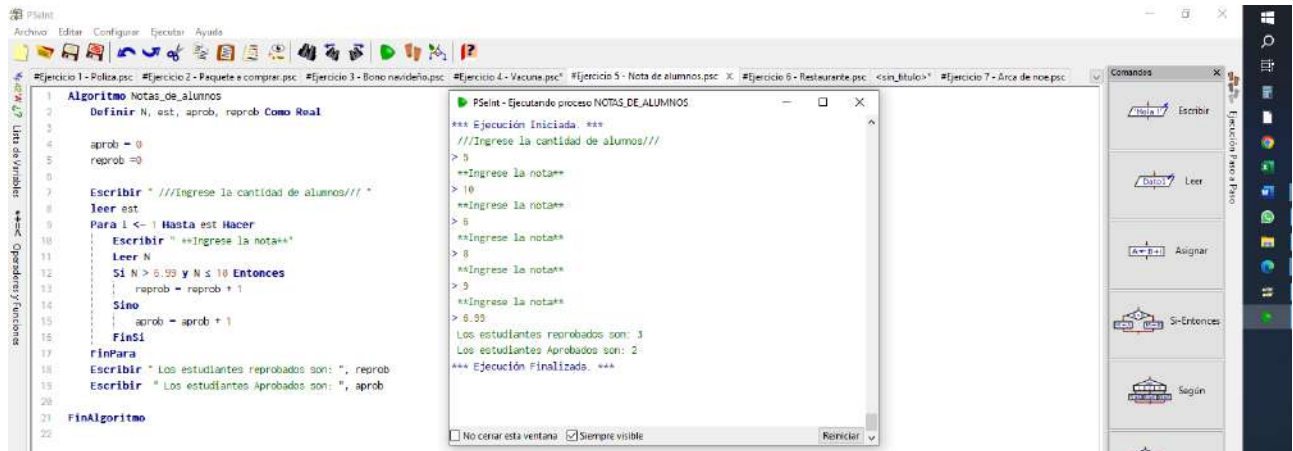 PSeInt
Archivo Editar Configurar Ejecutar Ayuda
#Ejercicio 1 - Poliza.psc #Ejercicio 2 - Paquete a comprar.psc #Ejercicio 3 - Bono navideño.psc #Ejercicio 4 - Vacuna.psc* #Ejercicio 5 - Nota de alumnos.psc X #Ejercicio 6 - Restaurante.psc <sin_titulo>* #Ejercicio 7 - Arca de noe.psc
Lista de Variables
Operadores y Funciones
1 Algoritmo Notas_de_alumnos
2 Definir N, est, aprob, reprob Como Real
3
4 aprob = 0
5 reprob =0
6
7 Escribir " ///Ingrese la cantidad de alumnos/// "
8 leer est
9 Para i <- 1 Hasta est Hacer
10 Escribir " **Ingrese la nota**"
11 Leer N
12 Si N > 6.99 y N ≤ 10 Entonces
13 reprob = reprob + 1
14 Sino
15 aprob = aprob + 1
16 FinSi
17 FinPara
18 Escribir " Los estudiantes reprobados son: ", reprob
19 Escribir " Los estudiantes Aprobados son: ", aprob
20
21 FinAlgoritmo
22
PSeInt - Ejecutando proceso NOTAS_DE_ALUMNOS
*** Ejecución Iniciada. ***
///Ingrese la cantidad de alumnos///
> 5
**Ingrese la nota**
> 10
**Ingrese la nota**
> 6
**Ingrese la nota**
> 8
**Ingrese la nota**
> 9
**Ingrese la nota**
> 6.99
Los estudiantes reprobados son: 3
Los estudiantes Aprobados son: 2
*** Ejecución Finalizada. ***
No cerrar esta ventana Siempre visible Reiniciar
Comandos X
Escribir
Leer
Asignar
Si-Entonces
Según
Ejecución Paso a Paso